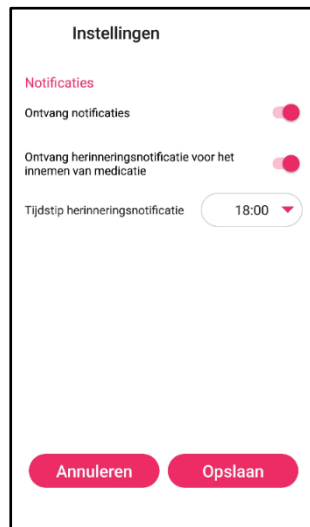 Instellingen
Notificaties
Ontvang notificaties
Ontvang herinneringsnotificatie voor het
innemen van medicatie
Tijdstip herinneringsnotificatie 18:00
Annuleren Opslaan